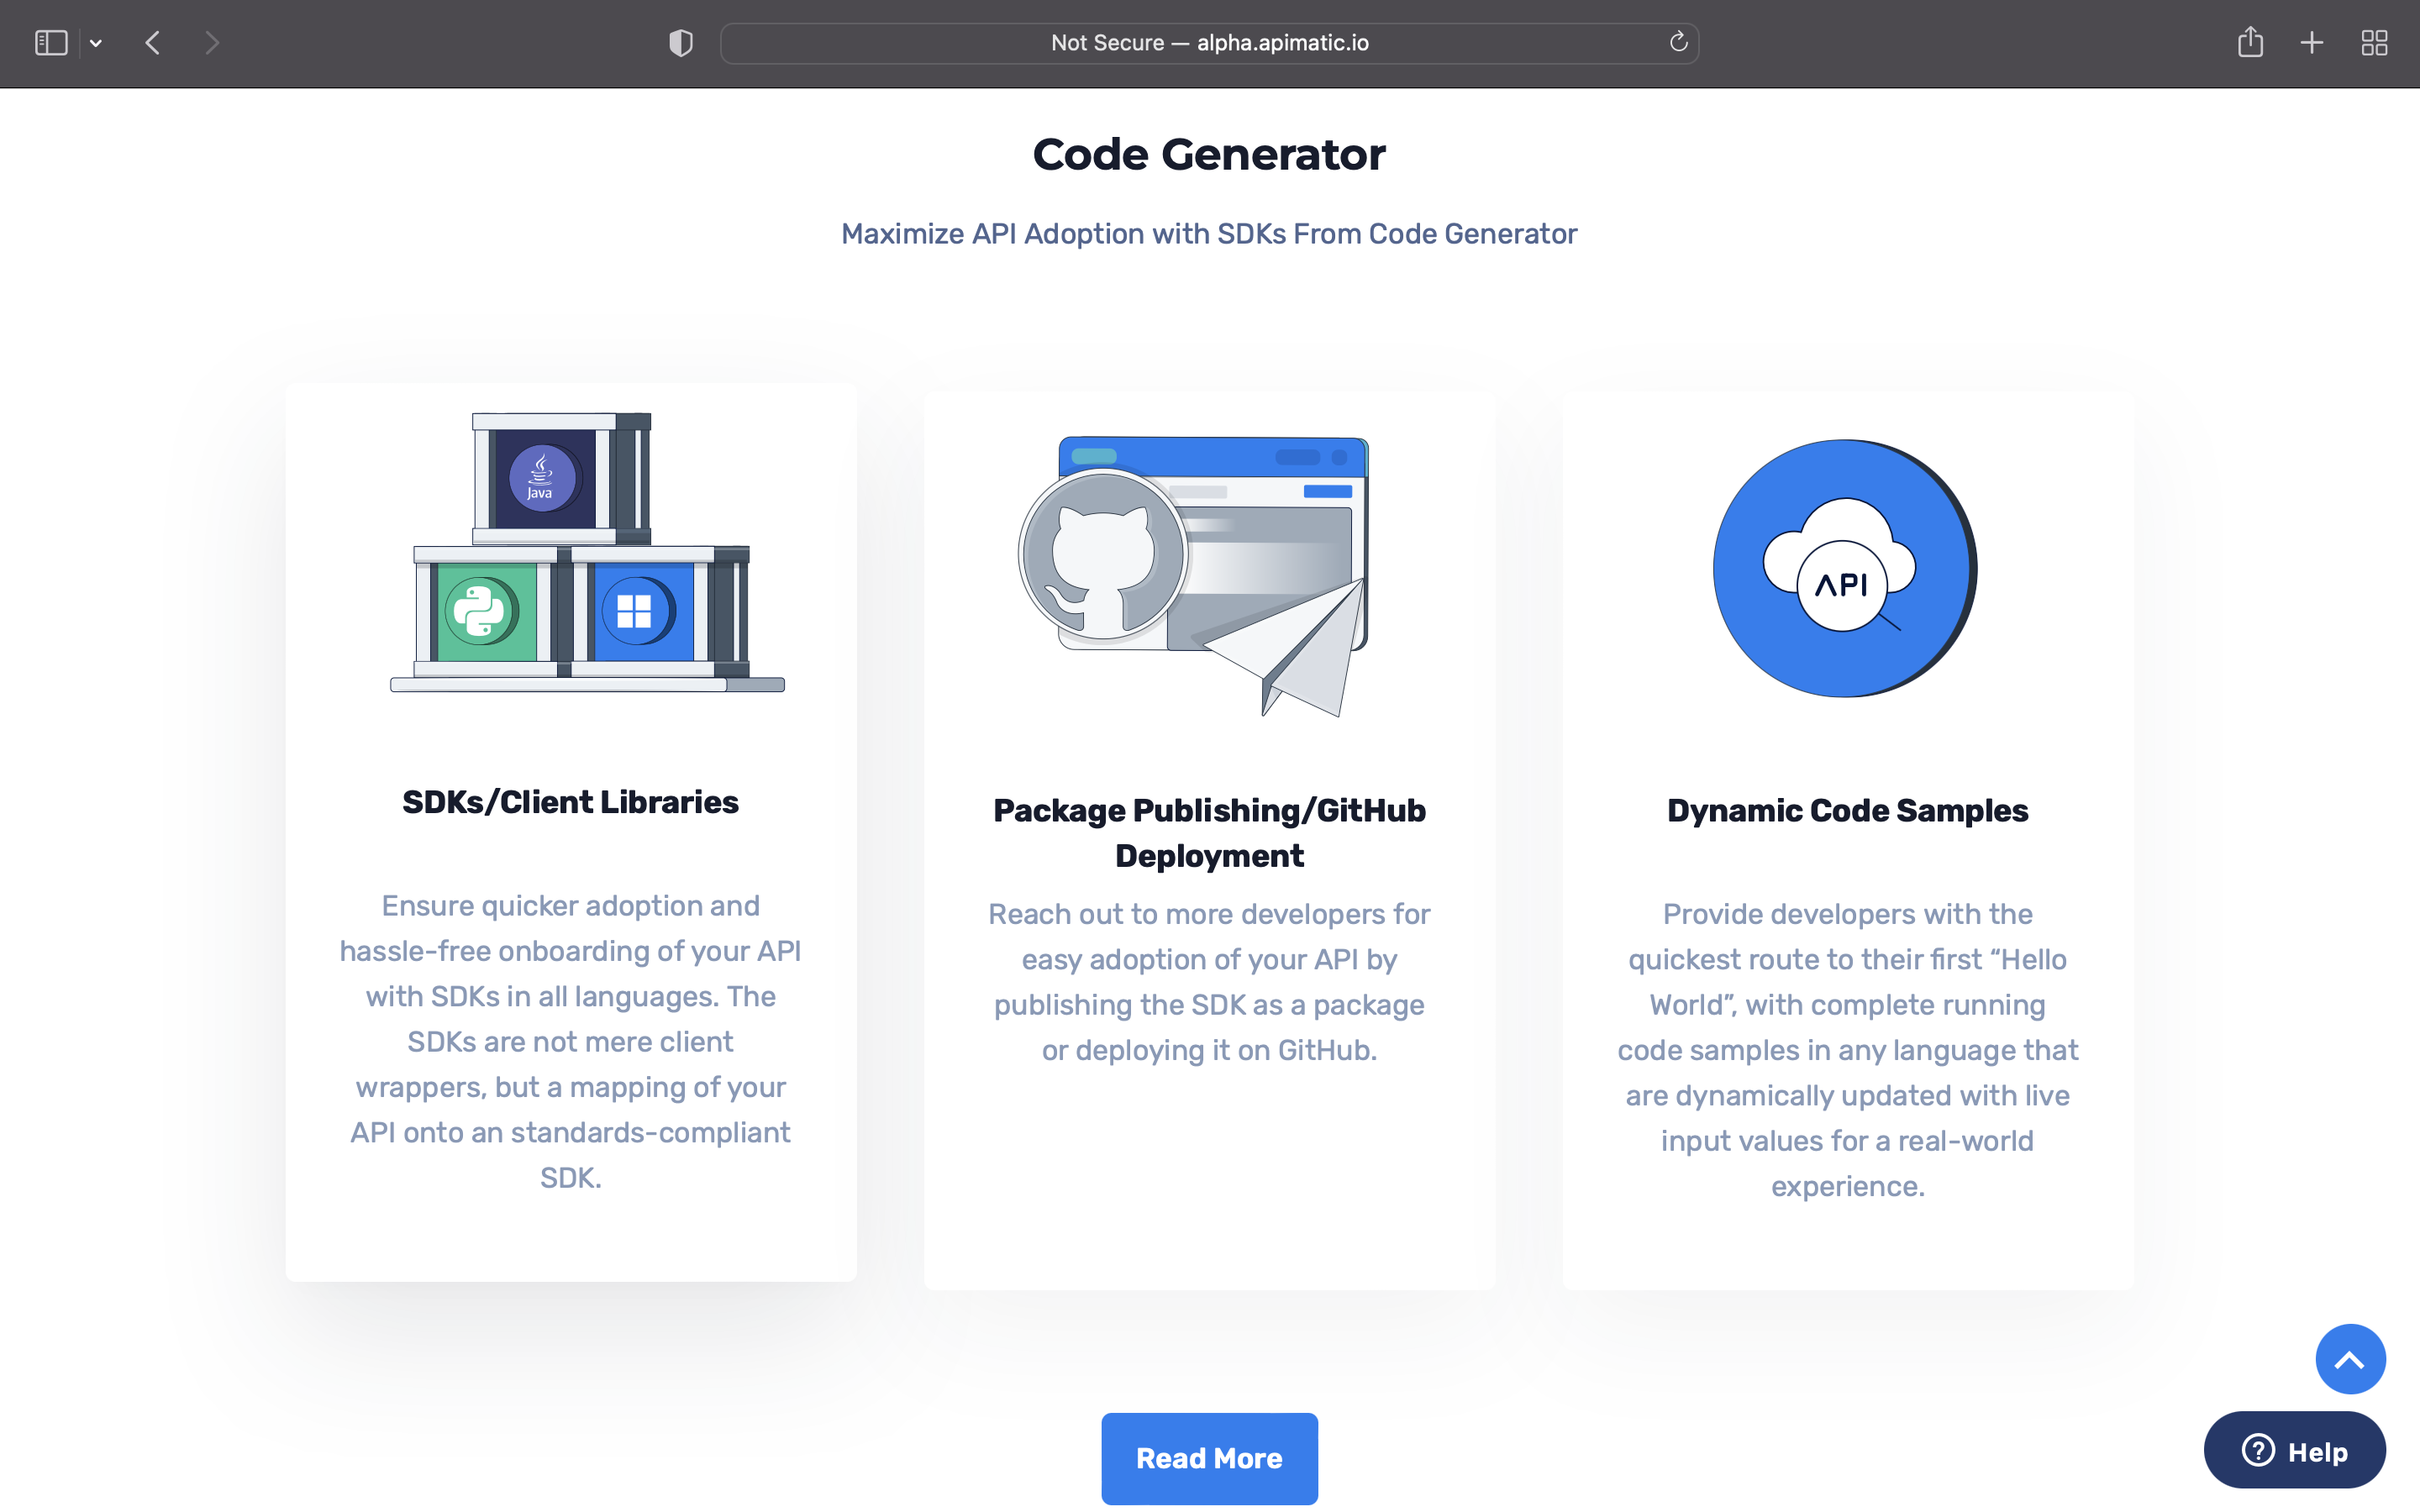 Not Secure — alpha.apimatic.io
Code Generator
Maximize API Adoption with SDKs From Code Generator
Java
API
SDKs/Client Libraries
Ensure quicker adoption and
hassle-free onboarding of your API
with SDKs in all languages. The
SDKs are not mere client
wrappers, but a mapping of your
API onto an standards-compliant
SDK.
Package Publishing/GitHub
Deployment
Reach out to more developers for
easy adoption of your API by
publishing the SDK as a package
or deploying it on GitHub.
Dynamic Code Samples
Provide developers with the
quickest route to their first “Hello
World”, with complete running
code samples in any language that
are dynamically updated with live
input values for a real-world
experience.
Read More
? Help